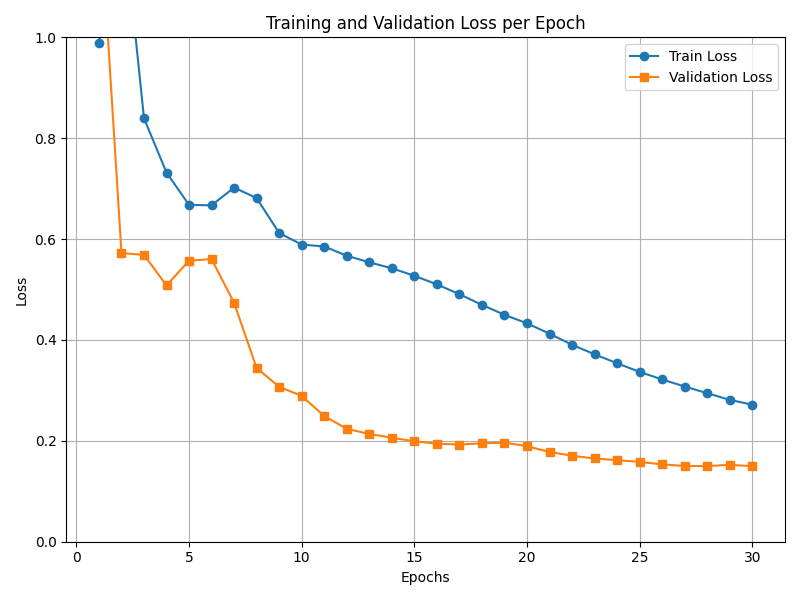 Training and Validation Loss per Epoch
Train Loss
Validation Loss
1.0
0.8
0.6
0.4
0.2
0.0
Loss
0 5 10 15 20 25 30
Epochs